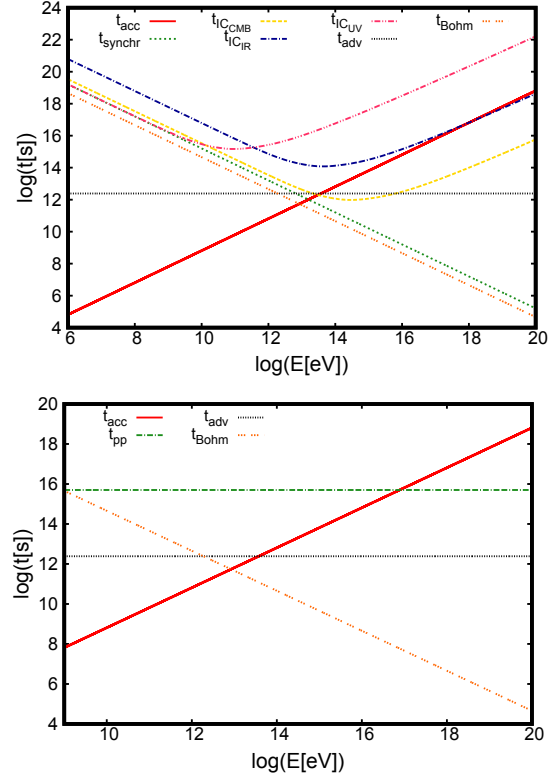 t_acc t_IC_CMB t_IC_UV t_Bohm
t_synchr t_IC_IR t_adv
log(t[s])
24
22
20
18
16
14
12
10
8
6
4
6 8 10 12 14 16 18 20
log(E[eV])
t_acc t_adv
t_pp t_Bohm
log(t[s])
20
18
16
14
12
10
8
6
4
10 12 14 16 18 20
log(E[eV])